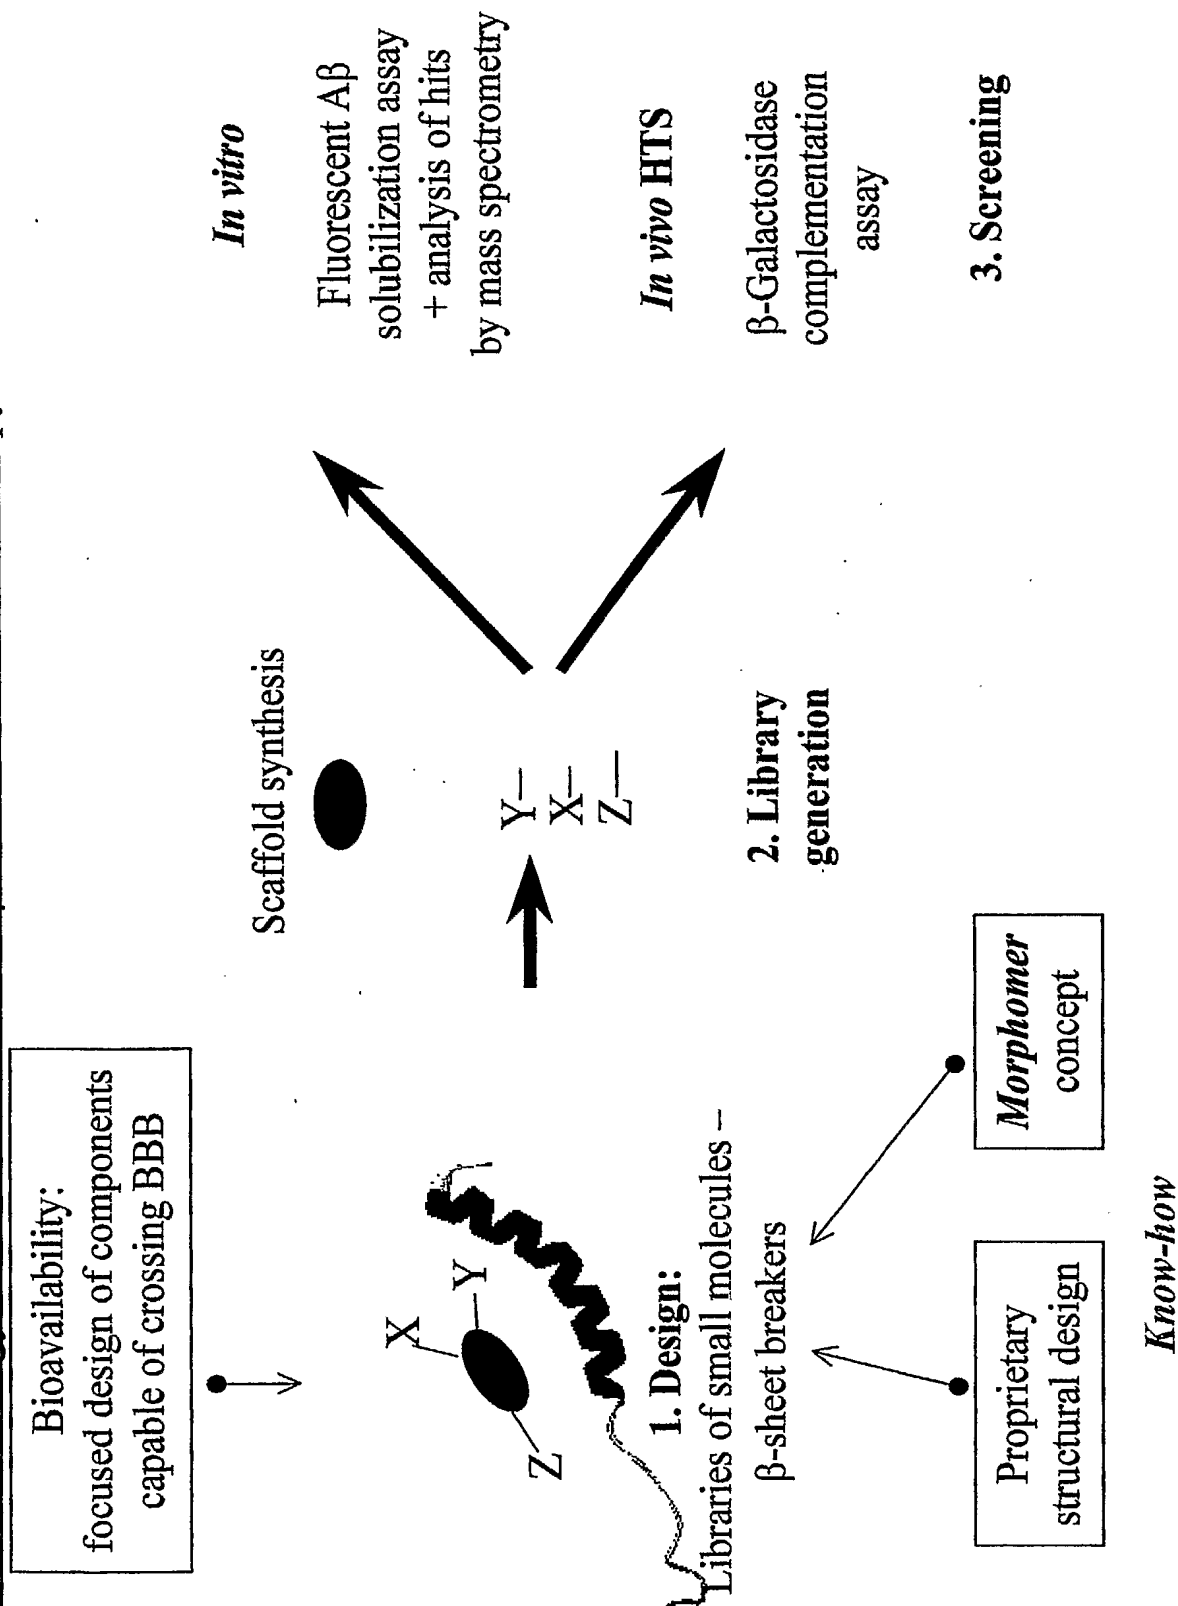 Bioavailability:
focused design of components
capable of crossing BBB
X
Y
Z
1. Design:
Libraries of small molecules –
β-sheet breakers
Proprietary
structural design
Morphomer
concept
Know-how
Scaffold synthesis
Y—
X—
Z—
2. Library
generation
In vitro
Fluorescent Aβ
solubilization assay
+ analysis of hits
by mass spectrometry
In vivo HTS
β-Galactosidase
complementation
assay
3. Screening